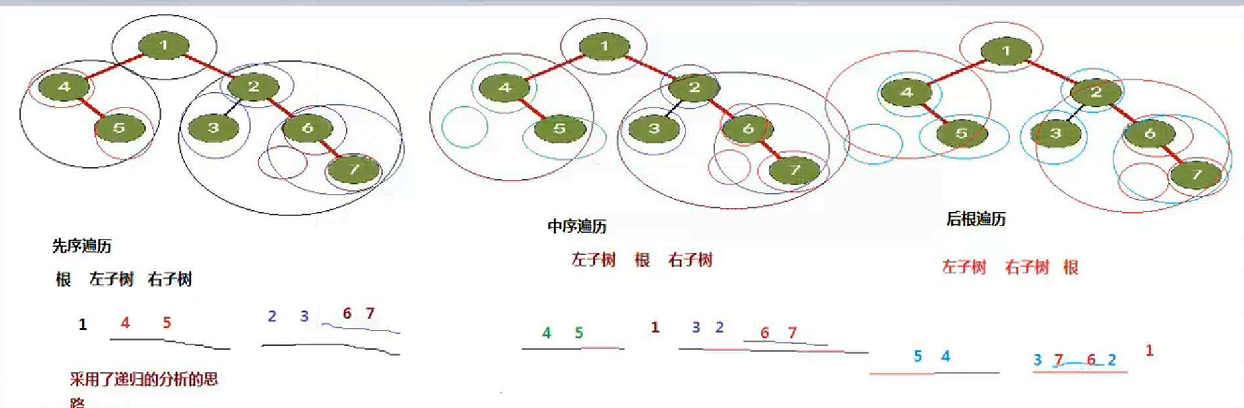 1
4 2
5 3 6
7
先序遍历
根 左子树 右子树
1 4 5 2 3 6 7
采用了递归的分析的思
路
1
4 2
5 3 6
7
中序遍历
左子树 根 右子树
4 5 1 3 2 6 7
1
4 2
5 3 6
7
后根遍历
左子树 右子树 根
5 4 3 7 6 2 1